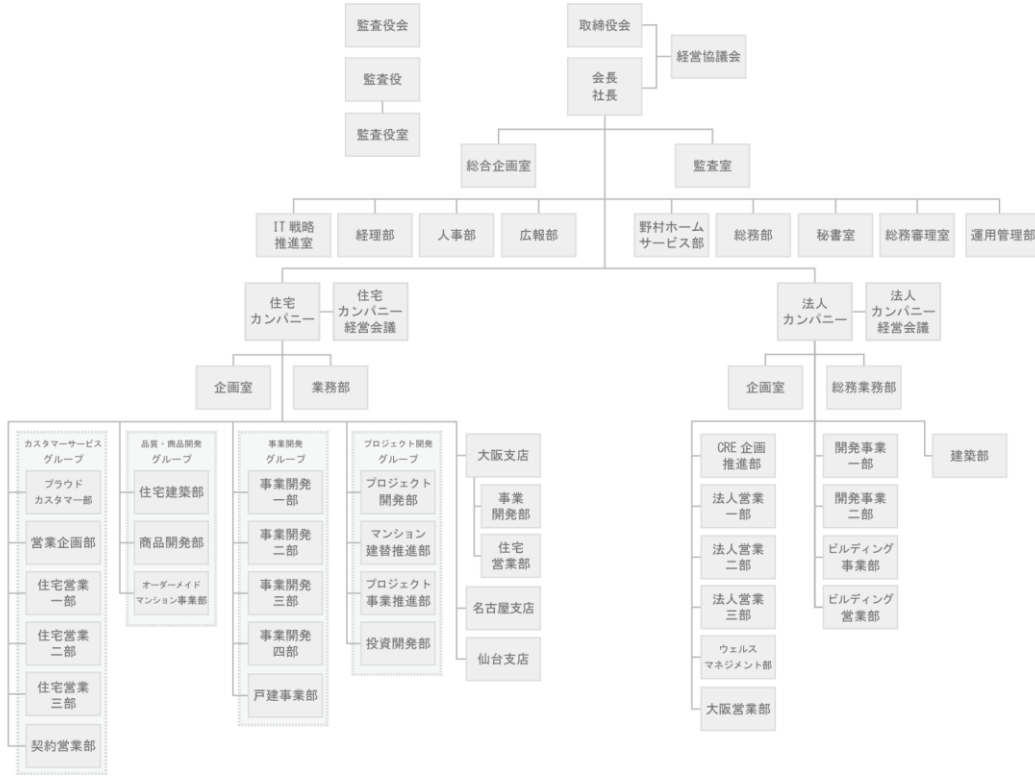 監査役会
監査役
監査役室
取締役会
会長
社長
経営協議会
総合企画室
監査室
IT 戦略
推進室
経理部
人事部
広報部
野村ホーム
サービス部
総務部
秘書室
総務審理室
運用管理部
住宅
カンパニー
住宅
カンパニー
経営会議
法人
カンパニー
法人
カンパニー
経営会議
企画室
業務部
企画室
総務業務部
カスタマーサービス
グループ
プラウド
カスタマー部
営業企画部
住宅営業
一部
住宅営業
二部
住宅営業
三部
契約営業部
品質・商品開発
グループ
住宅建築部
商品開発部
オーダーメイド
マンション事業部
事業開発
グループ
事業開発
一部
事業開発
二部
事業開発
三部
事業開発
四部
戸建事業部
プロジェクト開発
グループ
プロジェクト
開発部
マンション
建替推進部
プロジェクト
事業推進部
投資開発部
大阪支店
事業
開発部
住宅
営業部
名古屋支店
仙台支店
CRE 企画
推進部
法人営業
一部
法人営業
二部
法人営業
三部
ウェルス
マネジメント部
大阪営業部
開発事業
一部
開発事業
二部
ビルディング
事業部
ビルディング
営業部
建築部